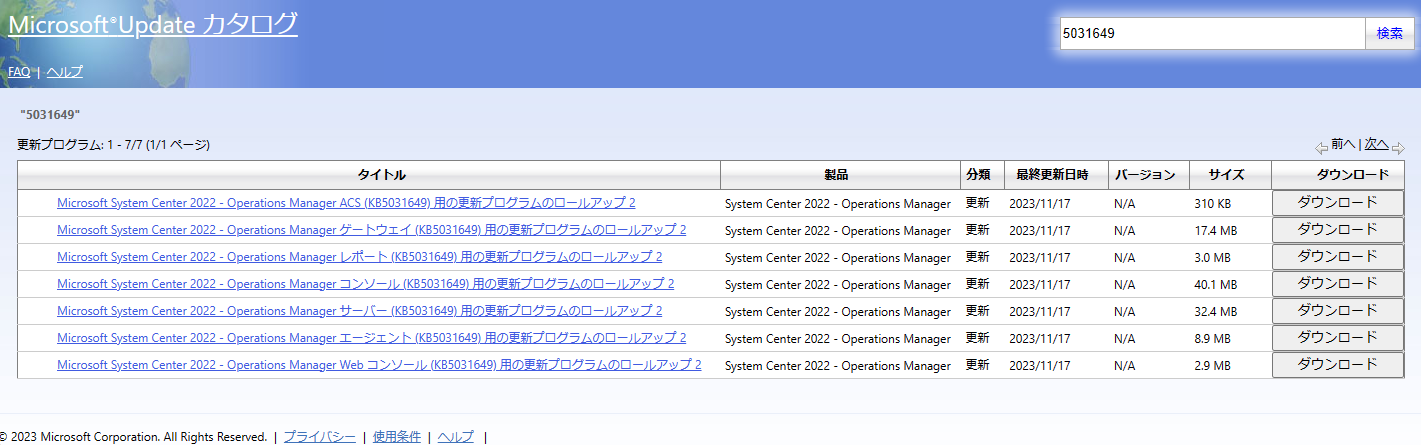 Microsoft®Update カタログ
5031649 検索
FAQ | ヘルプ
"5031649"
更新プログラム: 1 - 7/7 (1/1 ページ) 前へ | 次へ
タイトル 製品 分類 最終更新日時 バージョン サイズ ダウンロード
Microsoft System Center 2022 - Operations Manager ACS (KB5031649) 用の更新プログラムのロールアップ 2 System Center 2022 - Operations Manager 更新 2023/11/17 N/A 310 KB ダウンロード
Microsoft System Center 2022 - Operations Manager ゲートウェイ (KB5031649) 用の更新プログラムのロールアップ 2 System Center 2022 - Operations Manager 更新 2023/11/17 N/A 17.4 MB ダウンロード
Microsoft System Center 2022 - Operations Manager レポート (KB5031649) 用の更新プログラムのロールアップ 2 System Center 2022 - Operations Manager 更新 2023/11/17 N/A 3.0 MB ダウンロード
Microsoft System Center 2022 - Operations Manager コンソール (KB5031649) 用の更新プログラムのロールアップ 2 System Center 2022 - Operations Manager 更新 2023/11/17 N/A 40.1 MB ダウンロード
Microsoft System Center 2022 - Operations Manager サーバー (KB5031649) 用の更新プログラムのロールアップ 2 System Center 2022 - Operations Manager 更新 2023/11/17 N/A 32.4 MB ダウンロード
Microsoft System Center 2022 - Operations Manager エージェント (KB5031649) 用の更新プログラムのロールアップ 2 System Center 2022 - Operations Manager 更新 2023/11/17 N/A 8.9 MB ダウンロード
Microsoft System Center 2022 - Operations Manager Web コンソール (KB5031649) 用の更新プログラムのロールアップ 2 System Center 2022 - Operations Manager 更新 2023/11/17 N/A 2.9 MB ダウンロード
© 2023 Microsoft Corporation. All Rights Reserved. | プライバシー | 使用条件 | ヘルプ |